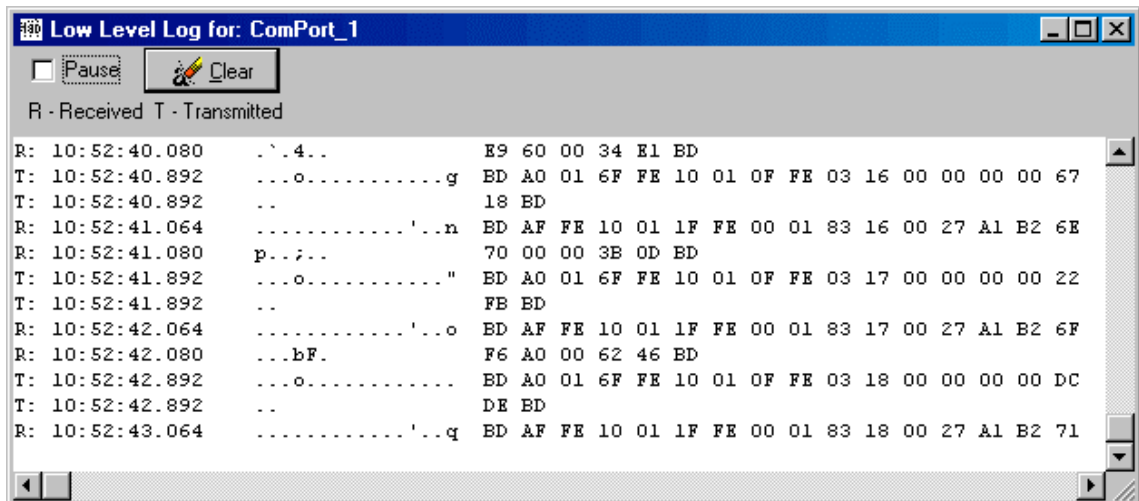 Low Level Log for: ComPort_1
Pause Clear
R - Received T - Transmitted
R: 10:52:40.080 .`.4.. E9 60 00 34 E1 BD
T: 10:52:40.892 ...o...........g BD A0 01 6F FE 10 01 0F FE 03 16 00 00 00 00 67
T: 10:52:40.892 .. 18 BD
R: 10:52:41.064 ............'..n BD AF FE 10 01 1F FE 00 01 83 16 00 27 A1 B2 6E
R: 10:52:41.080 p..;.. 70 00 00 3B 0D BD
T: 10:52:41.892 ...o..........." BD A0 01 6F FE 10 01 0F FE 03 17 00 00 00 00 22
T: 10:52:41.892 .. FB BD
R: 10:52:42.064 ............'..o BD AF FE 10 01 1F FE 00 01 83 17 00 27 A1 B2 6F
R: 10:52:42.080 ...bF. F6 A0 00 62 46 BD
T: 10:52:42.892 ...o............ BD A0 01 6F FE 10 01 0F FE 03 18 00 00 00 00 DC
T: 10:52:42.892 .. DE BD
R: 10:52:43.064 ............'..q BD AF FE 10 01 1F FE 00 01 83 18 00 27 A1 B2 71